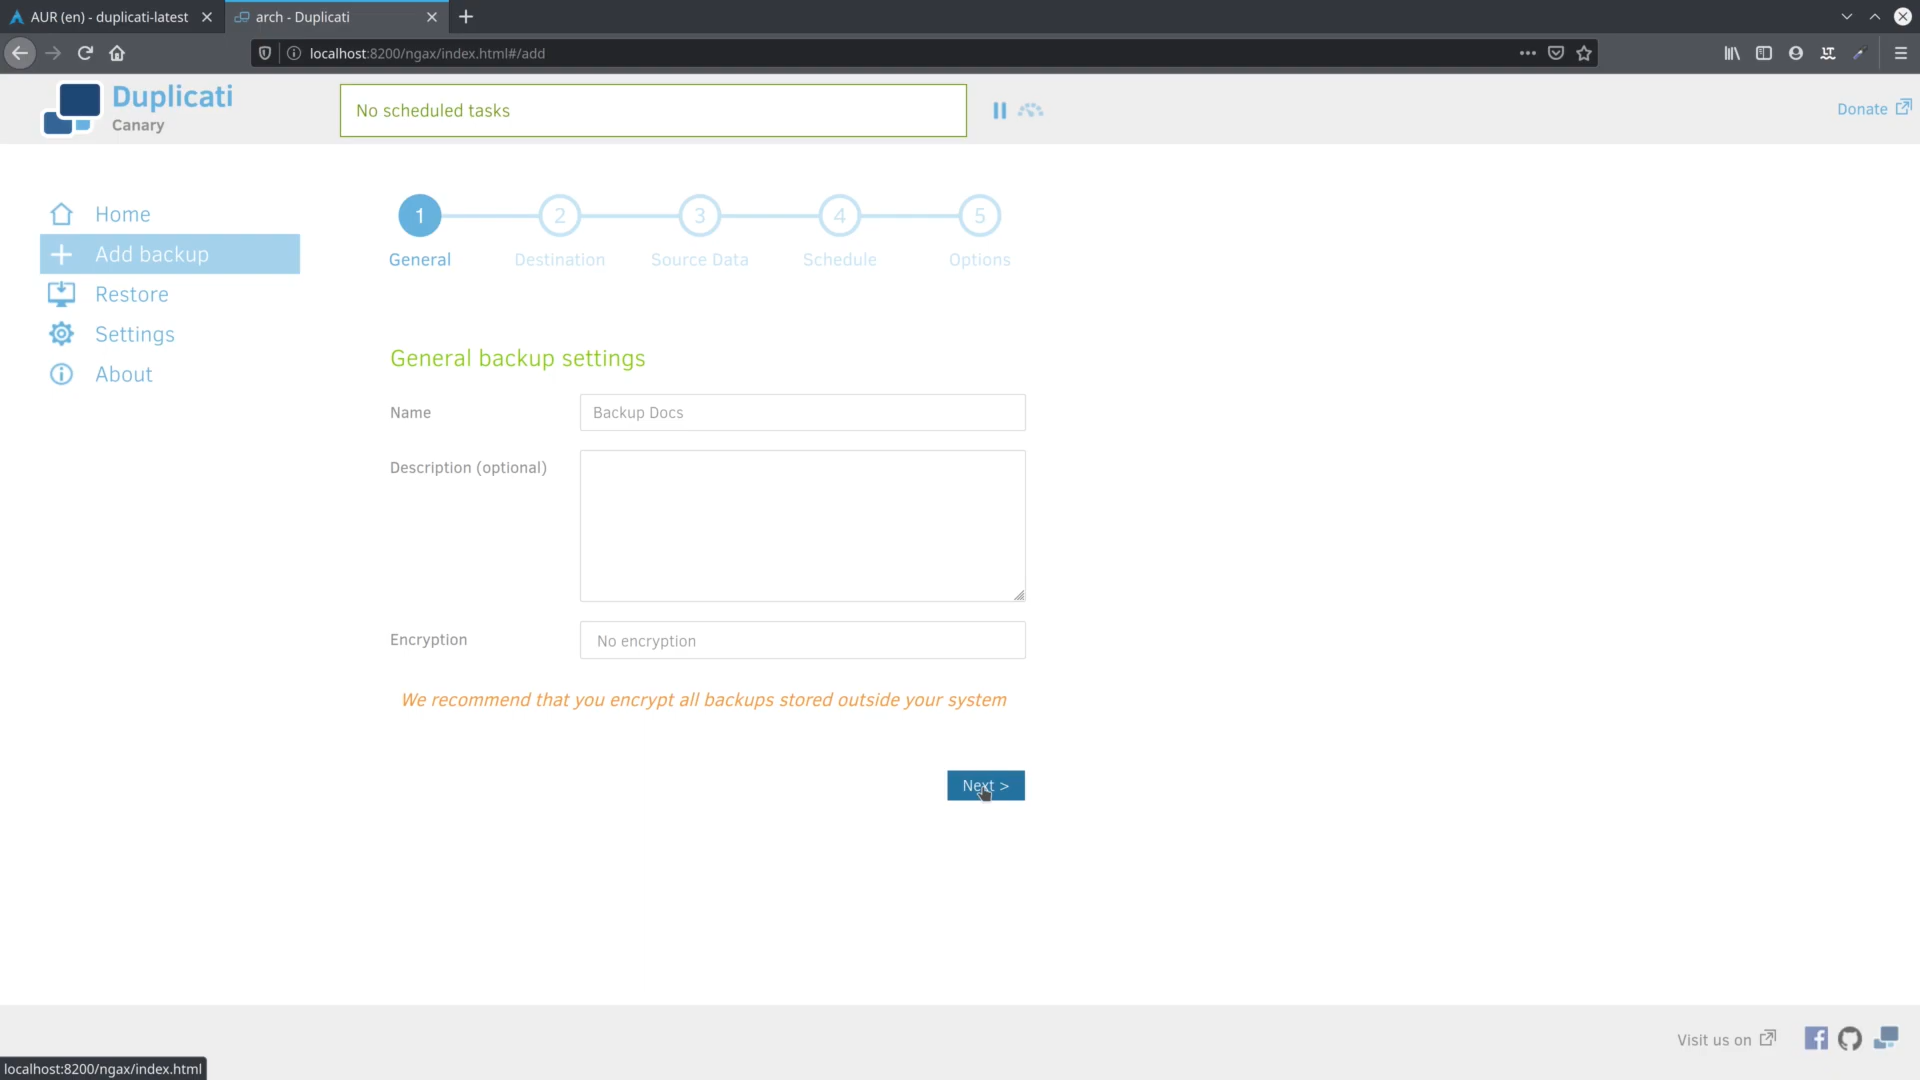 AUR (en) - duplicati-latest
arch - Duplicati
localhost:8200/ngax/index.html#/add
Duplicati
Canary
No scheduled tasks
Donate
Home
Add backup
Restore
Settings
About
1 2 3 4 5
General Destination Source Data Schedule Options
General backup settings
Name Backup Docs
Description (optional)
Encryption No encryption
We recommend that you encrypt all backups stored outside your system
Next >
Visit us on
localhost:8200/ngax/index.html